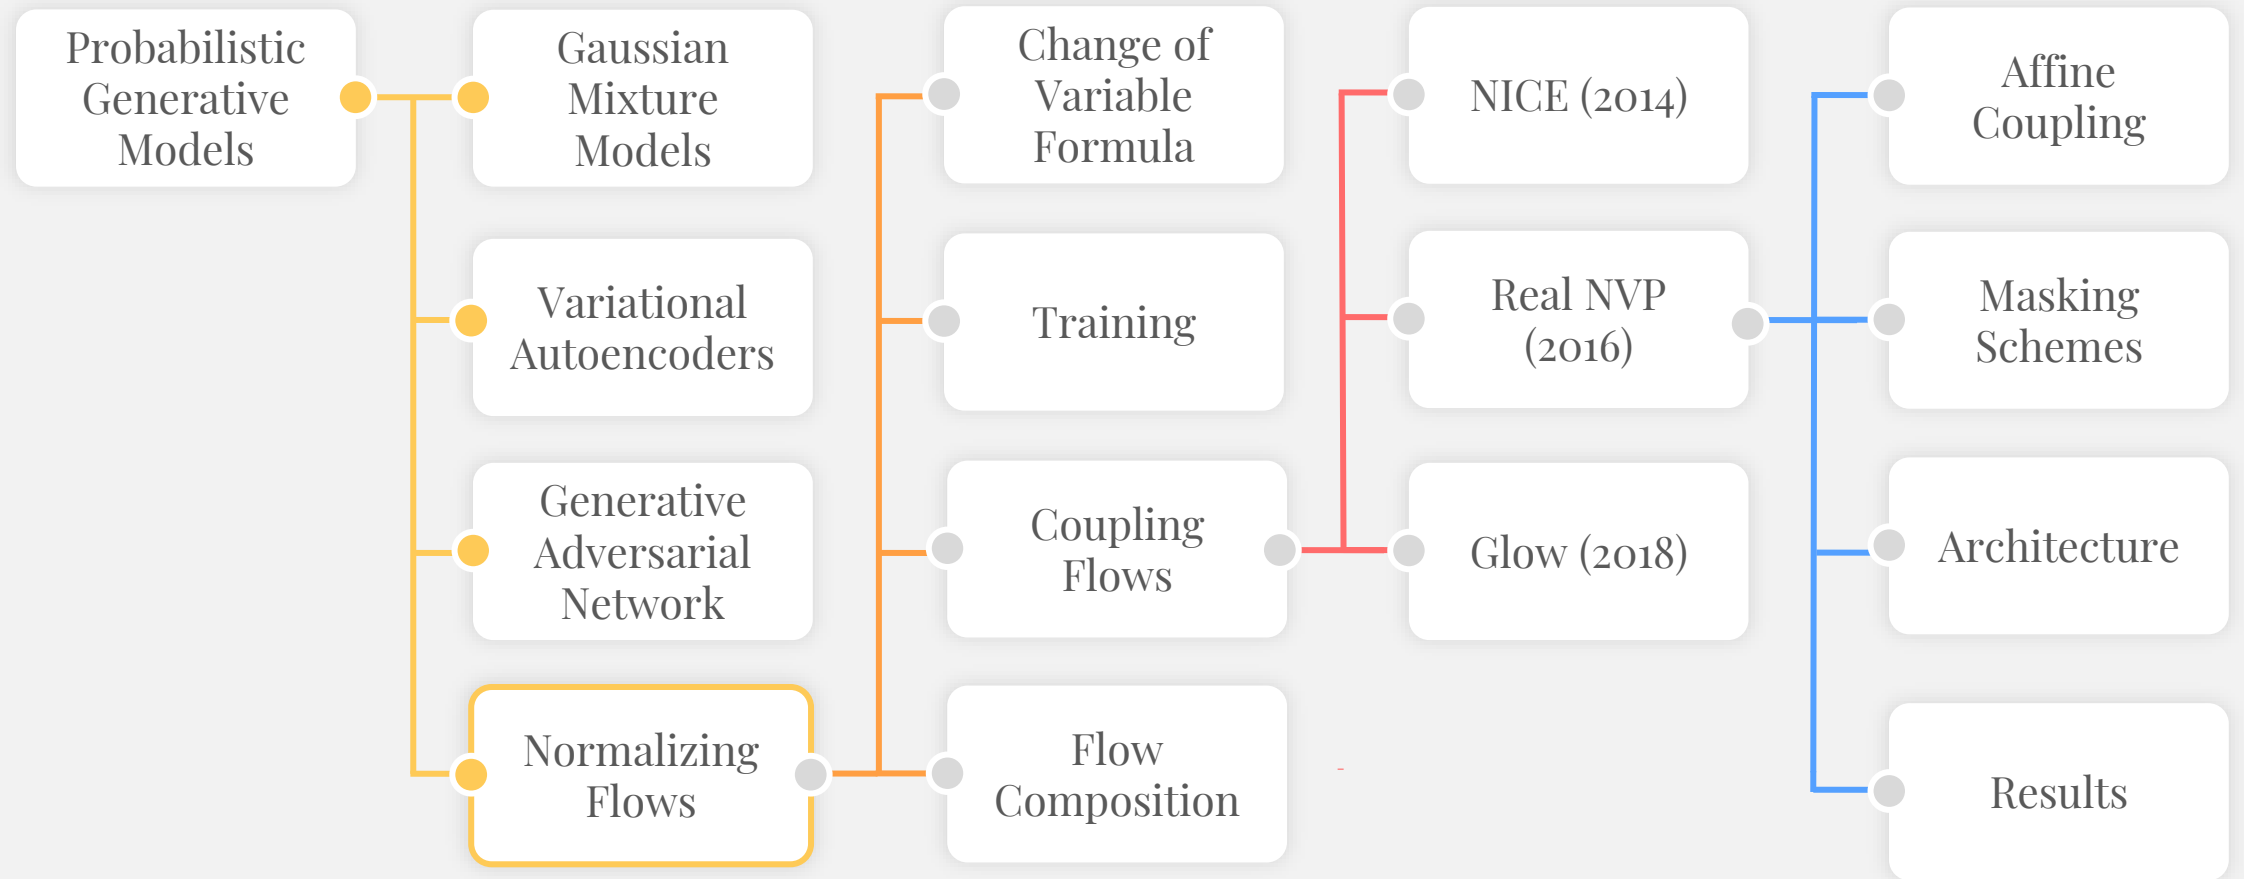 Probabilistic
Generative
Models
Gaussian
Mixture
Models
Variational
Autoencoders
Generative
Adversarial
Network
Normalizing
Flows
Change of
Variable
Formula
Training
Coupling
Flows
Flow
Composition
NICE (2014)
Real NVP
(2016)
Glow (2018)
Affine
Coupling
Masking
Schemes
Architecture
Results